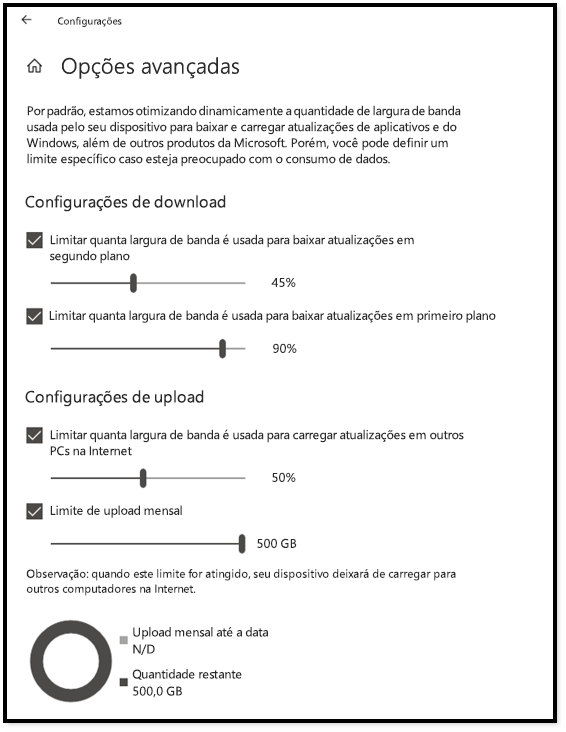 Configurações
Opções avançadas
Por padrão, estamos otimizando dinamicamente a quantidade de largura de banda
usada pelo seu dispositivo para baixar e carregar atualizações de aplicativos e do
Windows, além de outros produtos da Microsoft. Porém, você pode definir um
limite específico caso esteja preocupado com o consumo de dados.
Configurações de download
Limitar quanta largura de banda é usada para baixar atualizações em
segundo plano
45%
Limitar quanta largura de banda é usada para baixar atualizações em primeiro plano
90%
Configurações de upload
Limitar quanta largura de banda é usada para carregar atualizações em outros
PCs na Internet
50%
Limite de upload mensal
500 GB
Observação: quando este limite for atingido, seu dispositivo deixará de carregar para
outros computadores na Internet.
Upload mensal até a data
N/D
Quantidade restante
500,0 GB